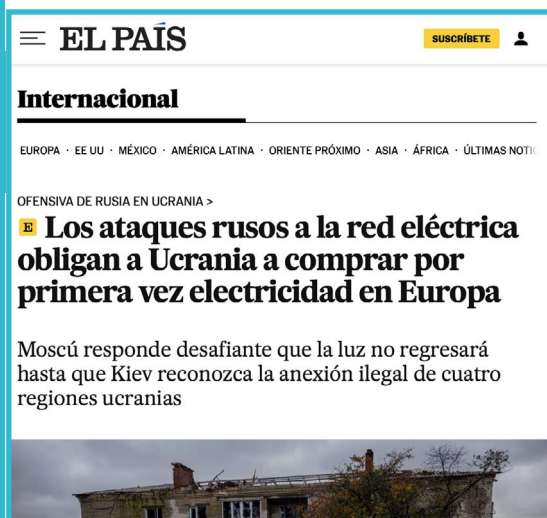 EL PAÍS
SUSCRÍBETE
Internacional
EUROPA · EE UU · MÉXICO · AMÉRICA LATINA · ORIENTE PRÓXIMO · ASIA · ÁFRICA · ÚLTIMAS NOTIC
OFENSIVA DE RUSIA EN UCRANIA >
E Los ataques rusos a la red eléctrica
obligan a Ucrania a comprar por
primera vez electricidad en Europa
Moscú responde desafiante que la luz no regresará
hasta que Kiev reconozca la anexión ilegal de cuatro
regiones ucranias